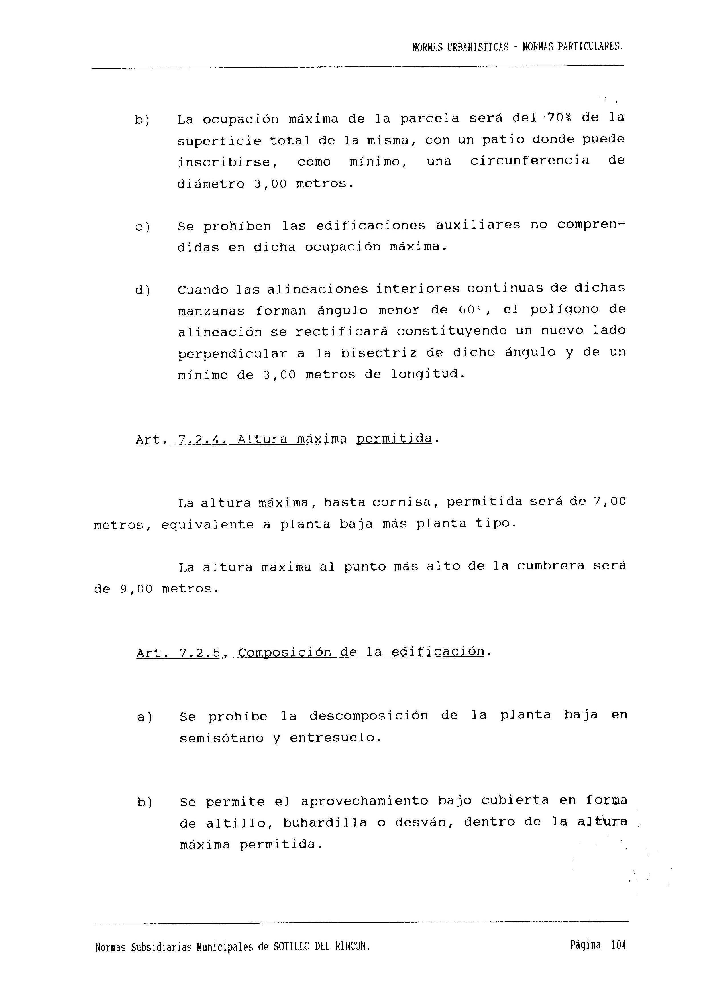 NORMAS URBANISTICAS - NORMAS PARTICULARES.
b) La ocupación máxima de la parcela será del 70% de la
superficie total de la misma, con un patio donde puede
inscribirse, como mínimo, una circunferencia de
diámetro 3,00 metros.
c) Se prohíben las edificaciones auxiliares no compren-
didas en dicha ocupación máxima.
d) Cuando las alineaciones interiores continuas de dichas
manzanas forman ángulo menor de 60º, el polígono de
alineación se rectificará constituyendo un nuevo lado
perpendicular a la bisectriz de dicho ángulo y de un
mínimo de 3,00 metros de longitud.
Art. 7.2.4. Altura máxima permitida.
La altura máxima, hasta cornisa, permitida será de 7,00
metros, equivalente a planta baja más planta tipo.
La altura máxima al punto más alto de la cumbrera será
de 9,00 metros.
Art. 7.2.5. Composición de la edificación.
a) Se prohíbe la descomposición de la planta baja en
semisótano y entresuelo.
b) Se permite el aprovechamiento bajo cubierta en forma
de altillo, buhardilla o desván, dentro de la altura
máxima permitida.
Normas Subsidiarias Municipales de SOTILLO DEL RINCON. Página 104